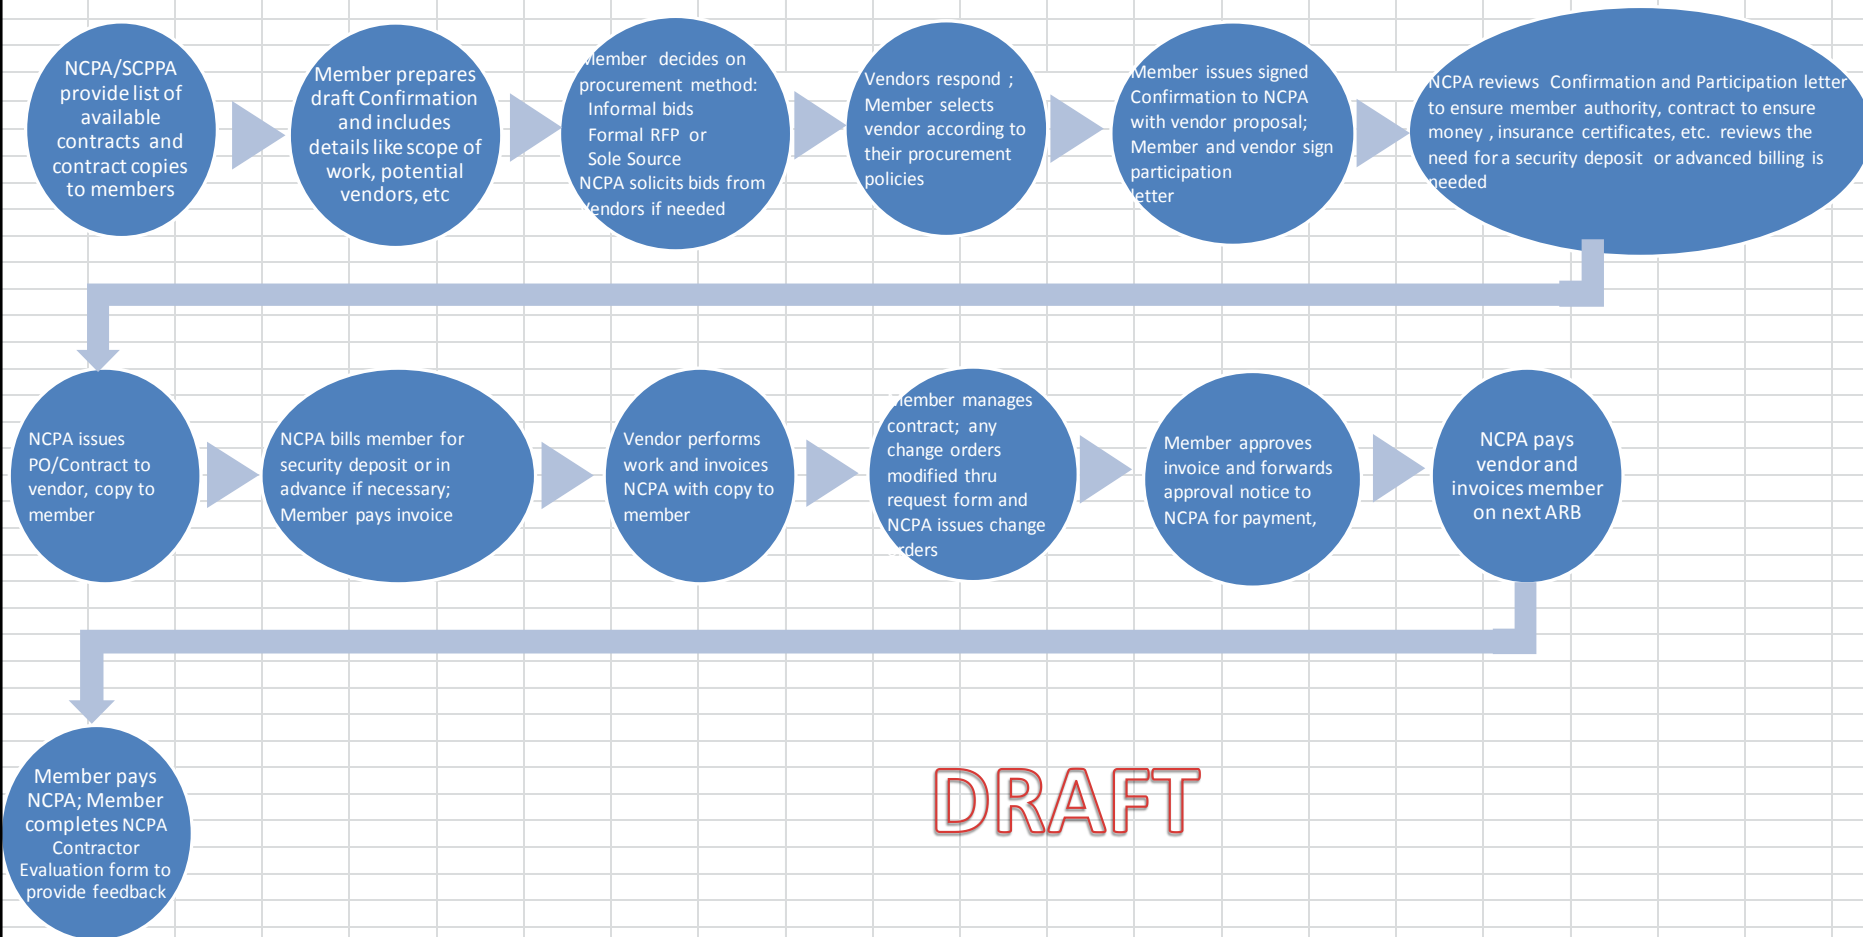 NCPA/SCPPA
provide list of
available
contracts and
contract copies
to members
Member prepares
draft Confirmation
and includes
details like scope of
work, potential
vendors, etc
Member decides on
procurement method:
Informal bids
Formal RFP or
Sole Source
NCPA solicits bids from
Vendors if needed
Vendors respond ;
Member selects
vendor according to
their procurement
policies
Member issues signed
Confirmation to NCPA
with vendor proposal;
Member and vendor sign
participation
letter
NCPA reviews Confirmation and Participation letter
to ensure member authority, contract to ensure
money , insurance certificates, etc. reviews the
need for a security deposit or advanced billing is
needed
NCPA issues
PO/Contract to
vendor, copy to
member
NCPA bills member for
security deposit or in
advance if necessary;
Member pays invoice
Vendor performs
work and invoices
NCPA with copy to
member
Member manages
contract; any
change orders
modified thru
request form and
NCPA issues change
orders
Member approves
invoice and forwards
approval notice to
NCPA for payment,
NCPA pays
vendor and
invoices member
on next ARB
Member pays
NCPA; Member
completes NCPA
Contractor
Evaluation form to
provide feedback
DRAFT